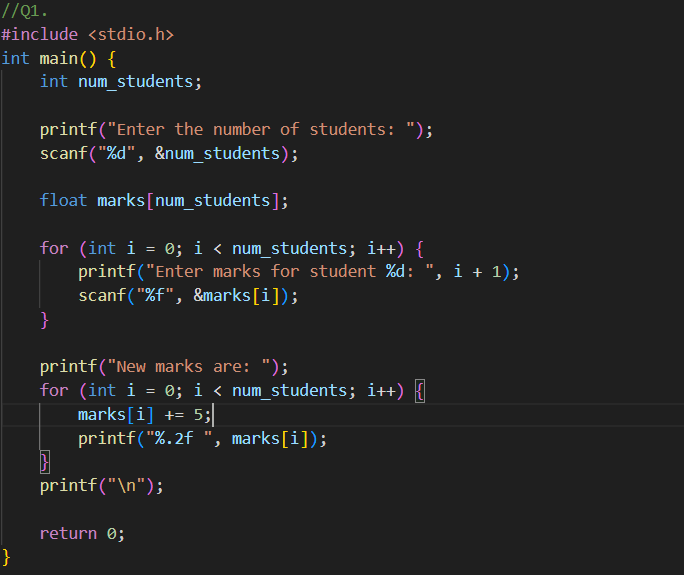 //Q1.
#include <stdio.h>
int main() {
    int num_students;

    printf("Enter the number of students: ");
    scanf("%d", &num_students);

    float marks[num_students];

    for (int i = 0; i < num_students; i++) {
        printf("Enter marks for student %d: ", i + 1);
        scanf("%f", &marks[i]);
    }

    printf("New marks are: ");
    for (int i = 0; i < num_students; i++) {
        marks[i] += 5;
        printf("%.2f ", marks[i]);
    }
    printf("\n");

    return 0;
}